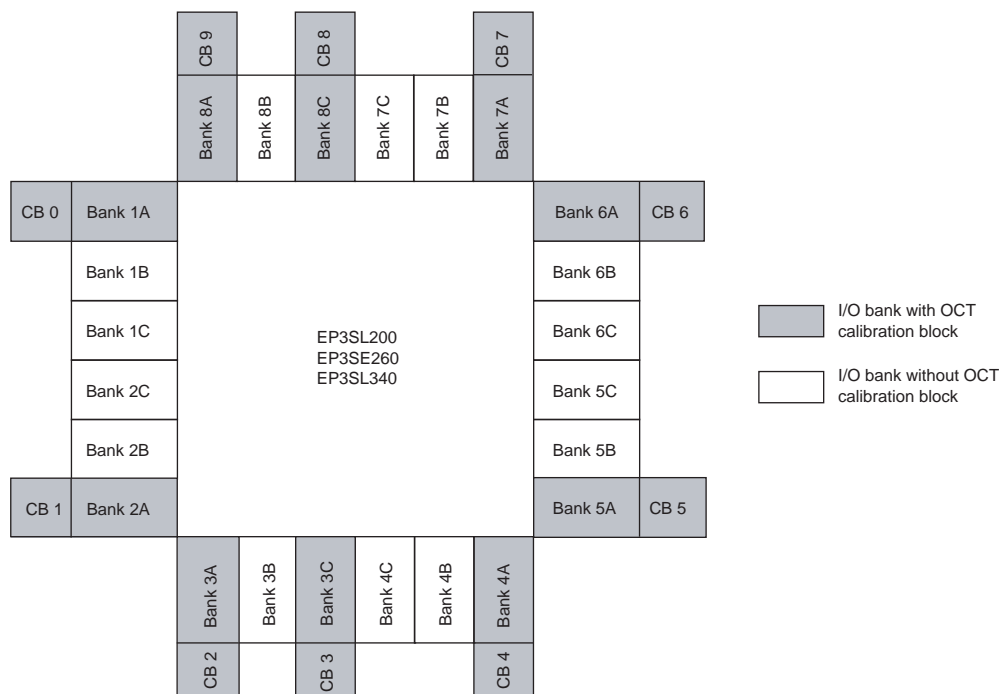 CB 9
CB 8
CB 7
Bank 8A
Bank 8B
Bank 8C
Bank 7C
Bank 7B
Bank 7A
CB 0
Bank 1A
Bank 6A
CB 6
Bank 1B
Bank 6B
Bank 1C
Bank 6C
EP3SL200
EP3SE260
EP3SL340
I/O bank with OCT
calibration block
I/O bank without OCT
calibration block
Bank 2C
Bank 5C
Bank 2B
Bank 5B
CB 1
Bank 2A
Bank 5A
CB 5
Bank 3A
Bank 3B
Bank 3C
Bank 4C
Bank 4B
Bank 4A
CB 2
CB 3
CB 4